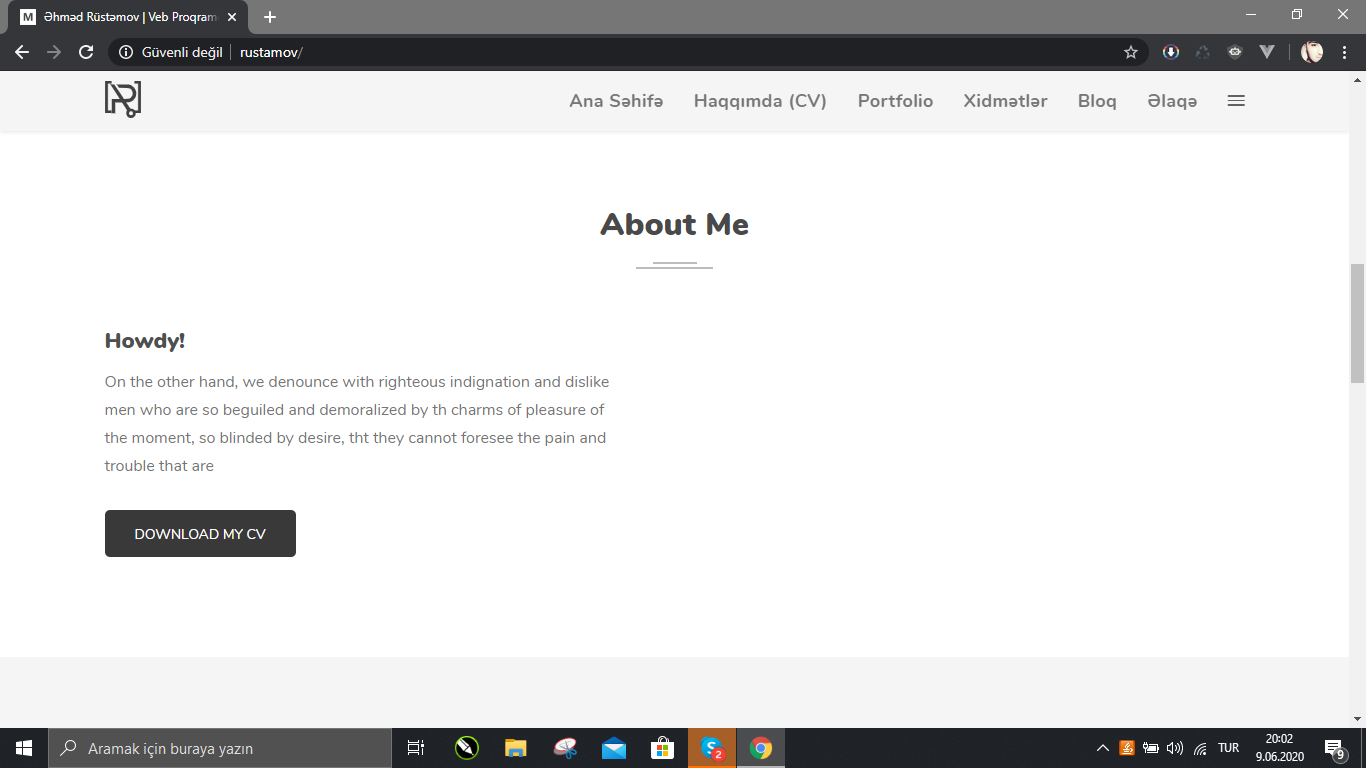 M Əhməd Rüstəmov | Veb Proqram
Güvenli değil rustamov/
Ana Səhifə Haqqımda (CV) Portfolio Xidmətlər Bloq Əlaqə
About Me
Howdy!
On the other hand, we denounce with righteous indignation and dislike
men who are so beguiled and demoralized by th charms of pleasure of
the moment, so blinded by desire, tht they cannot foresee the pain and
trouble that are
DOWNLOAD MY CV
Aramak için buraya yazın
S 2
TUR
20:02
9.06.2020
9